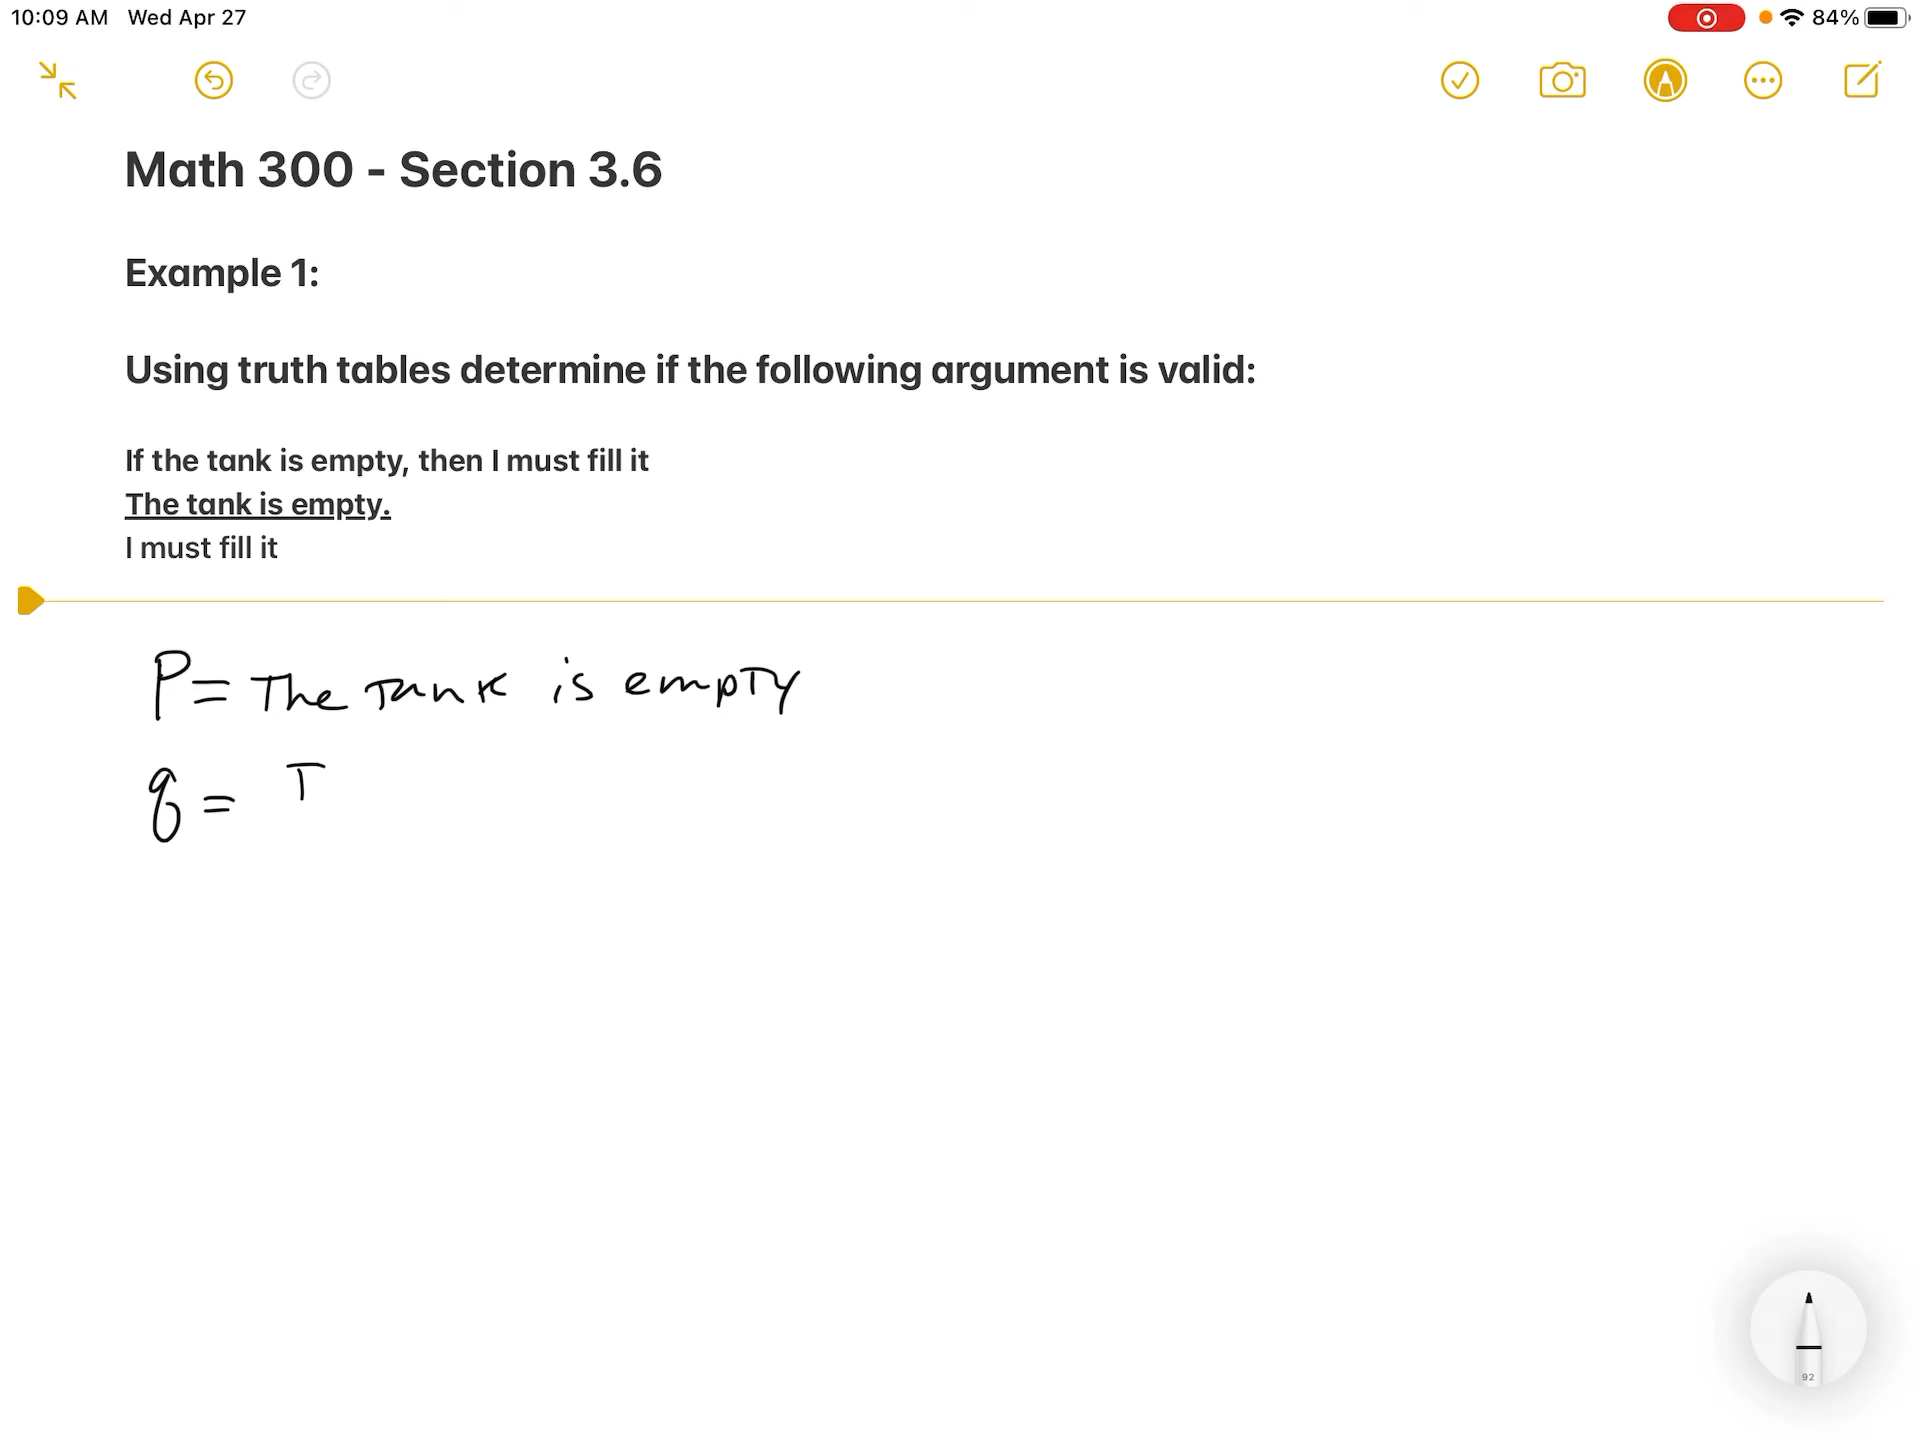 10:09 AM Wed Apr 27 84%
Math 300 - Section 3.6
Example 1:
Using truth tables determine if the following argument is valid:
If the tank is empty, then I must fill it
The tank is empty.
I must fill it
P = The Tank is empty
q = T
92